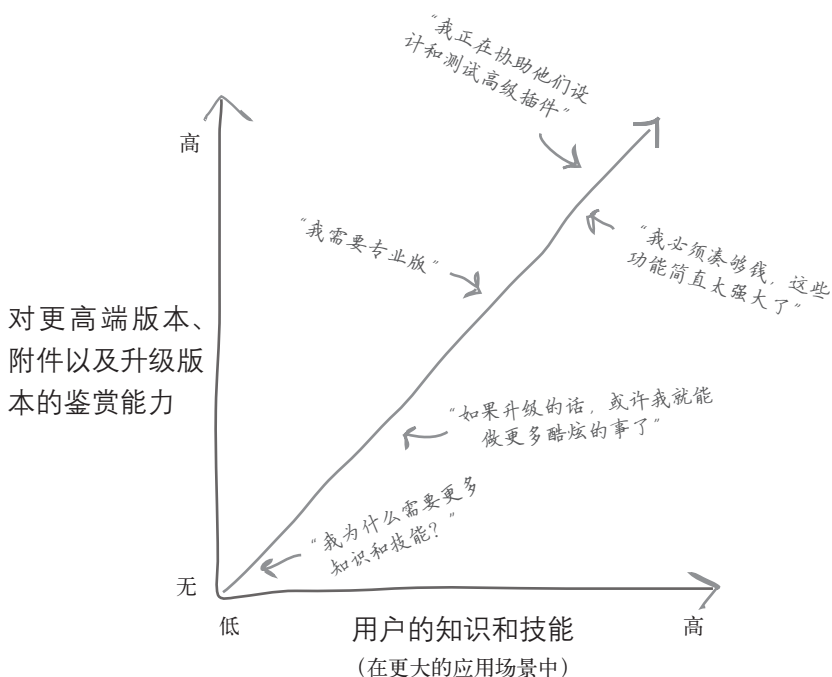 “我正在协助他们设
计和测试高级插件”
高
“我需要专业版”
“我必须凑够钱，这些
功能简直太强大了”
对更高端版本、
附件以及升级版
本的鉴赏能力
“如果升级的话，或许我就能
做更多酷炫的事了”
“我为什么需要更多
知识和技能？”
无
低
用户的知识和技能
高
（在更大的应用场景中）